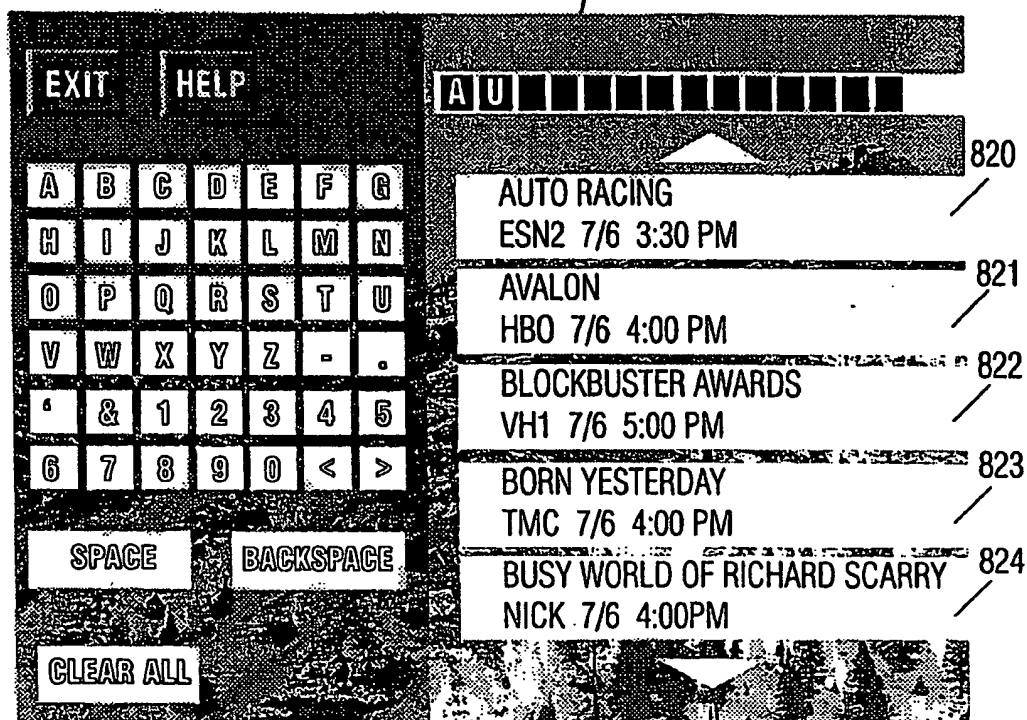 EXIT HELP
A U
A B C D E F G
H I J K L M N
O P Q R S T U
V W X Y Z - .
‘ & 1 2 3 4 5
6 7 8 9 0 < >
SPACE BACKSPACE
CLEAR ALL
AUTO RACING
ESN2 7/6 3:30 PM
820
AVALON
HBO 7/6 4:00 PM
821
BLOCKBUSTER AWARDS
VH1 7/6 5:00 PM
822
BORN YESTERDAY
TMC 7/6 4:00 PM
823
BUSY WORLD OF RICHARD SCARRY
NICK 7/6 4:00PM
824